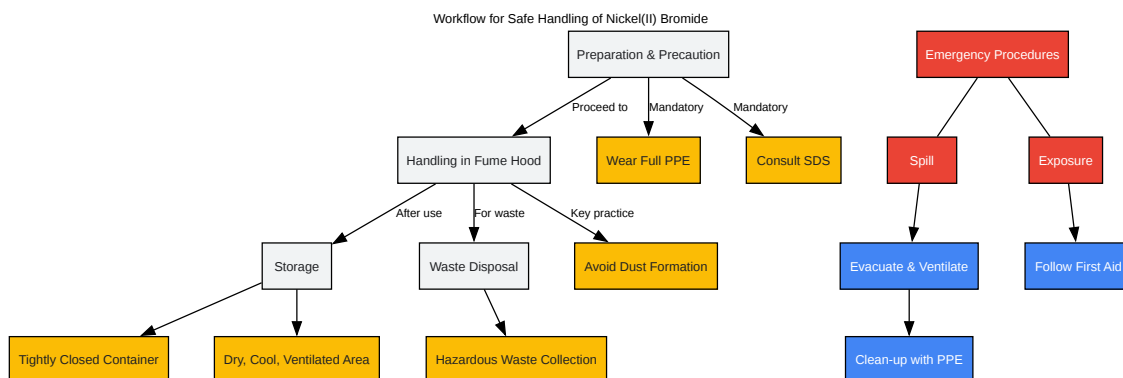 Workflow for Safe Handling of Nickel(II) Bromide
Preparation & Precaution
Emergency Procedures
Proceed to
Mandatory
Mandatory
Handling in Fume Hood
Wear Full PPE
Consult SDS
Spill
Exposure
After use
For waste
Key practice
Storage
Waste Disposal
Avoid Dust Formation
Evacuate & Ventilate
Follow First Aid
Tightly Closed Container
Dry, Cool, Ventilated Area
Hazardous Waste Collection
Clean-up with PPE